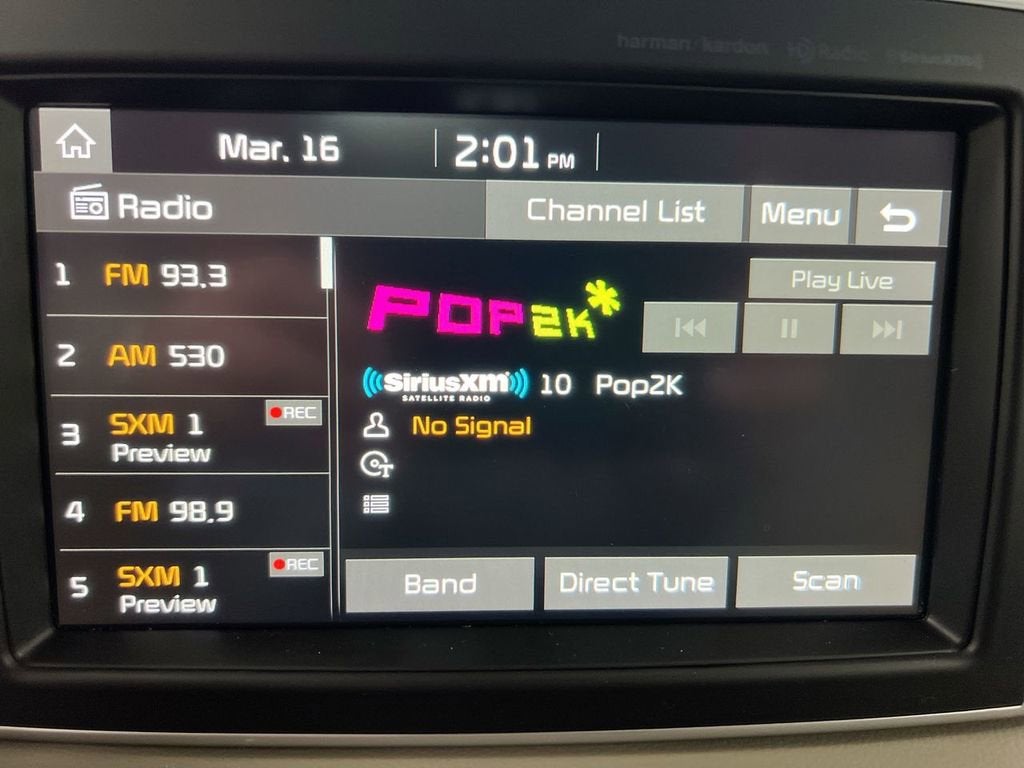 harman/kardon HD Radio SiriusXM
Mar. 16 2:01 PM
Radio Channel List Menu
1 FM 93.3
2 AM 530
3 SXM 1 REC
Preview
4 FM 98.9
5 SXM 1 REC
Preview
Play Live
POP2K*
SiriusXM 10 Pop2K
SATELLITE RADIO
No Signal
T
Band Direct Tune Scan